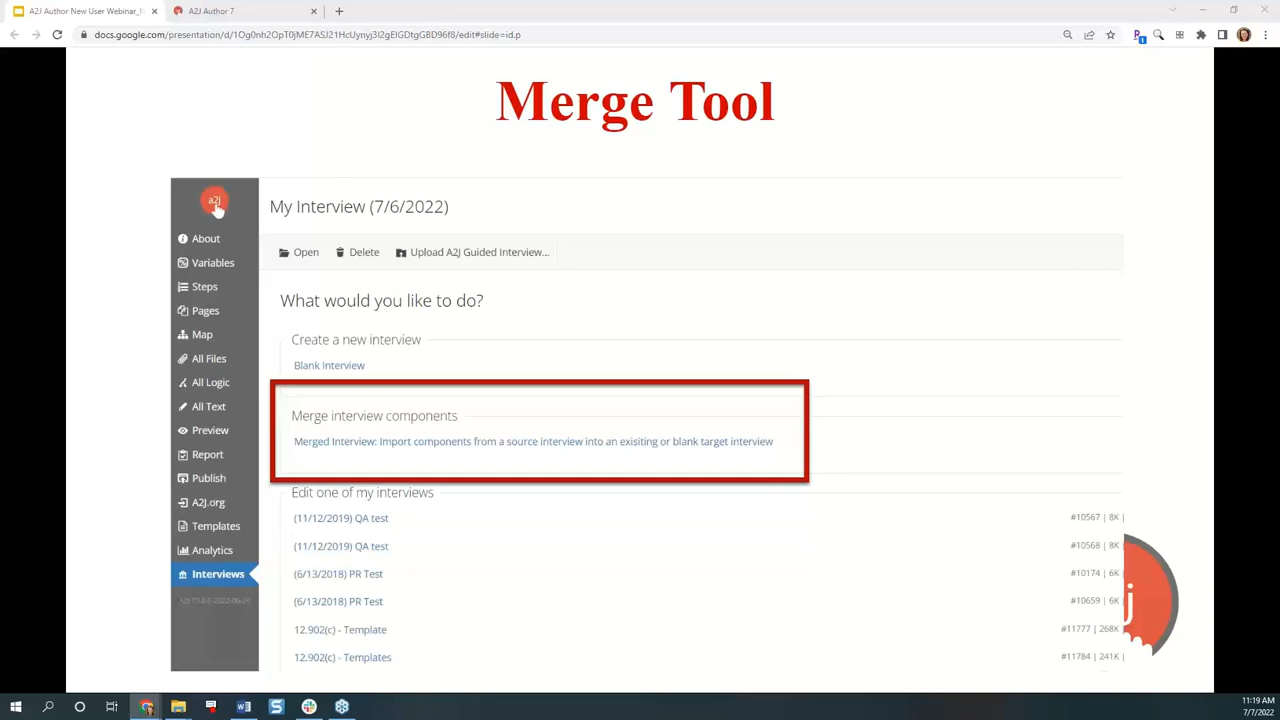 A2J Author New User Webinar_
A2J Author 7
docs.google.com/presentation/d/1Og0nh2OpT0jME7ASJ21HcUynyj3I2gEIGDtgGBD96f8/edit#slide=id.p
Merge Tool
a2j
My Interview (7/6/2022)
About
Variables
Steps
Pages
Map
All Files
All Logic
All Text
Preview
Report
Publish
A2J.org
Templates
Analytics
Interviews
Open Delete Upload A2J Guided Interview...
What would you like to do?
Create a new interview
Blank Interview
Merge interview components
Merged Interview: Import components from a source interview into an exisiting or blank target interview
Edit one of my interviews
(11/12/2019) QA test #10567 | 8K |
(11/12/2019) QA test #10568 | 8K |
(6/13/2018) PR Test #10174 | 6K |
(6/13/2018) PR Test #10659 | 6K |
12.902(c) - Template #11777 | 268K |
12.902(c) - Templates #11784 | 241K |
11:19 AM
7/7/2022